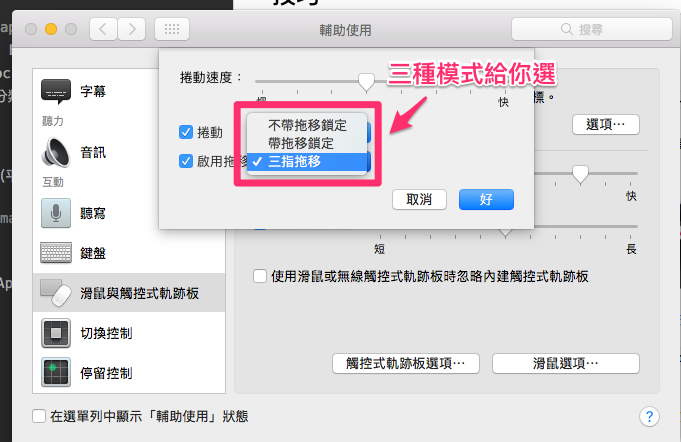 輔助使用
搜尋
字幕
聽力
音訊
互動
聽寫
鍵盤
滑鼠與觸控式軌跡板
切換控制
停留控制
捲動速度：
快
三種模式給你選
標。
捲動
啟用拖移
不帶拖移鎖定
帶拖移鎖定
三指拖移
取消
好
選項…
快
短
長
使用滑鼠或無線觸控式軌跡板時忽略內建觸控式軌跡板
觸控式軌跡板選項…
滑鼠選項…
在選單列中顯示「輔助使用」狀態
?